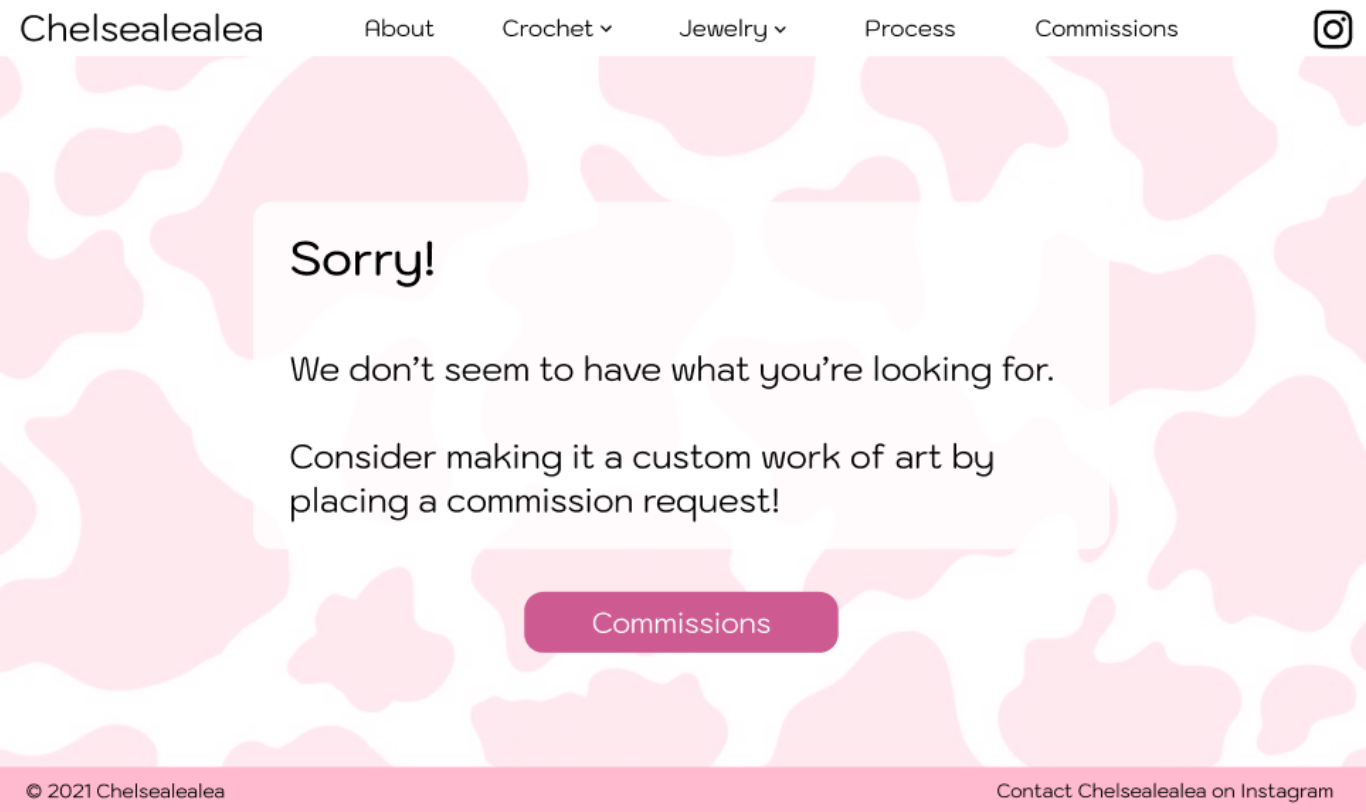 Chelsealealea
About
Crochet
Jewelry
Process
Commissions
Sorry!
We don’t seem to have what you’re looking for.
Consider making it a custom work of art by
placing a commission request!
Commissions
© 2021 Chelsealealea
Contact Chelsealealea on Instagram